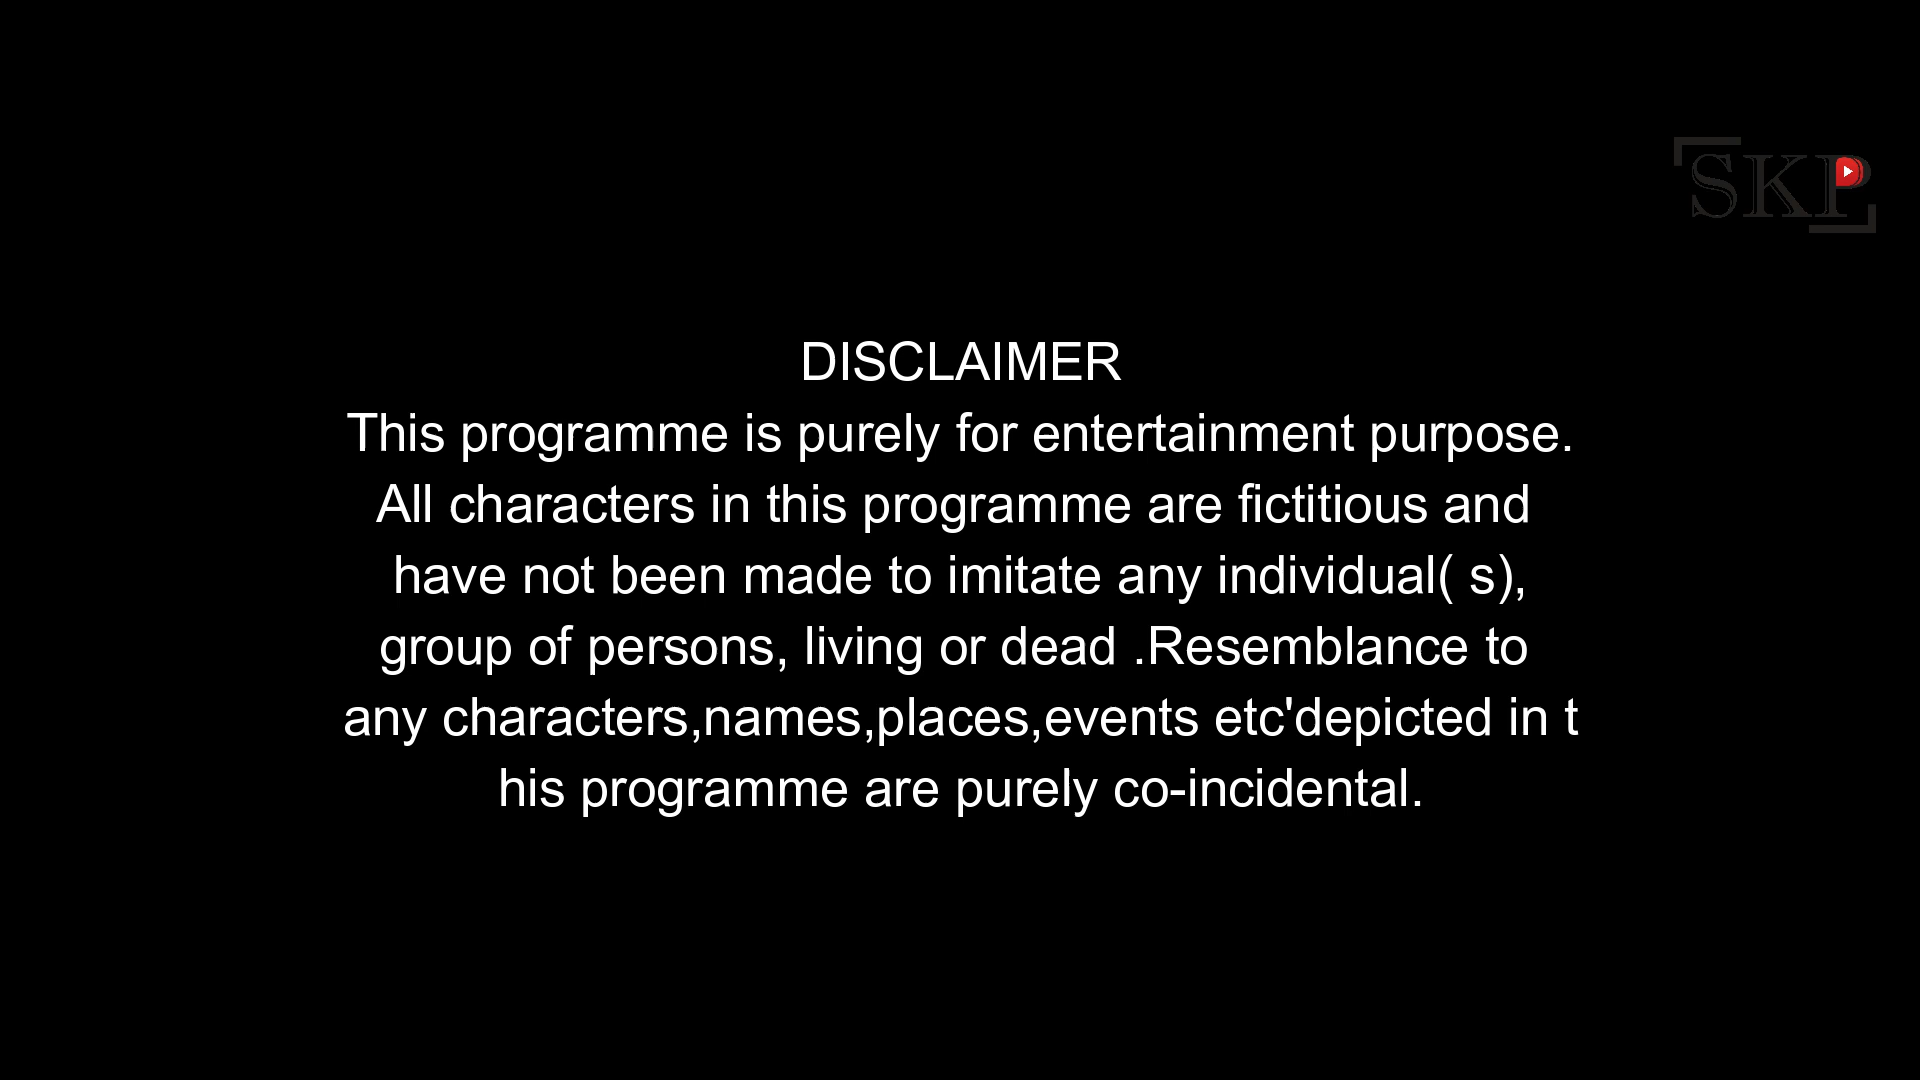 SKP
DISCLAIMER
This programme is purely for entertainment purpose.
All characters in this programme are fictitious and
have not been made to imitate any individual( s),
group of persons, living or dead .Resemblance to
any characters,names,places,events etc'depicted in t
his programme are purely co-incidental.